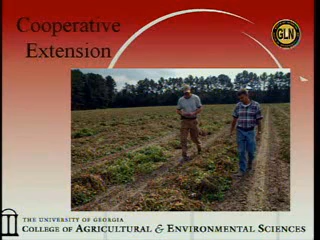 Cooperative
Extension
GLN
THE UNIVERSITY OF GEORGIA
COLLEGE OF AGRICULTURAL & ENVIRONMENTAL SCIENCES